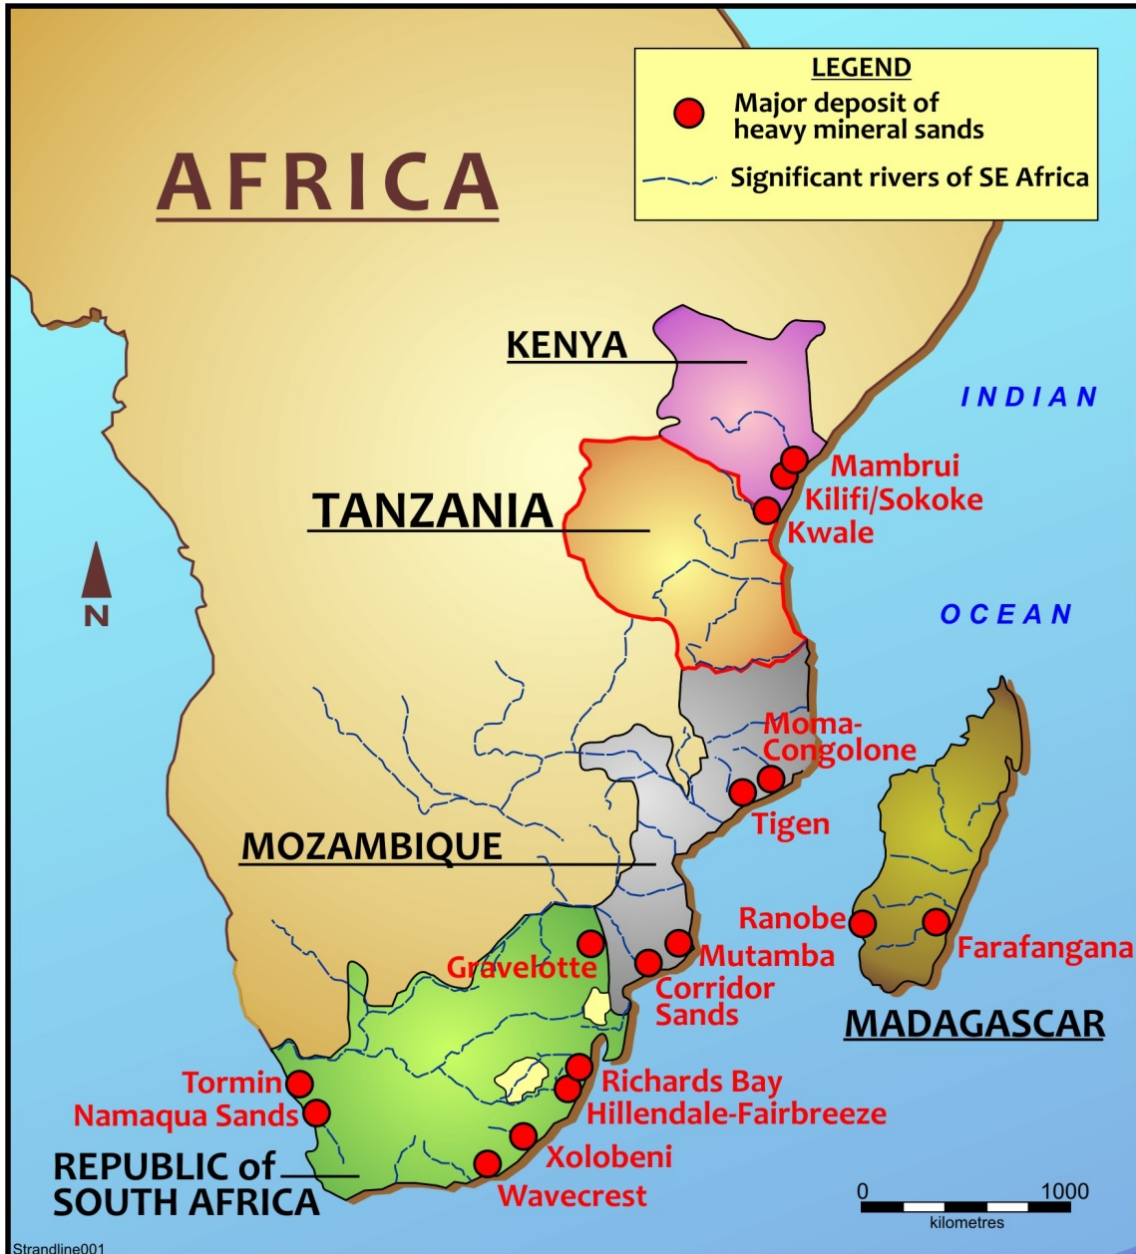 LEGEND
Major deposit of
heavy mineral sands
Significant rivers of SE Africa
AFRICA
KENYA
INDIAN
Mambrui
Kilifi/Sokoke
Kwale
TANZANIA
N
OCEAN
Moma-
Congolone
Tigen
MOZAMBIQUE
Ranobe
Farafangana
Mutamba
Gravelotte
Corridor
Sands
MADAGASCAR
Tormin
Richards Bay
Namaqua Sands
Hillendale-Fairbreeze
Xolobeni
REPUBLIC of
SOUTH AFRICA
Wavecrest
0 1000
kilometres
Strandline001